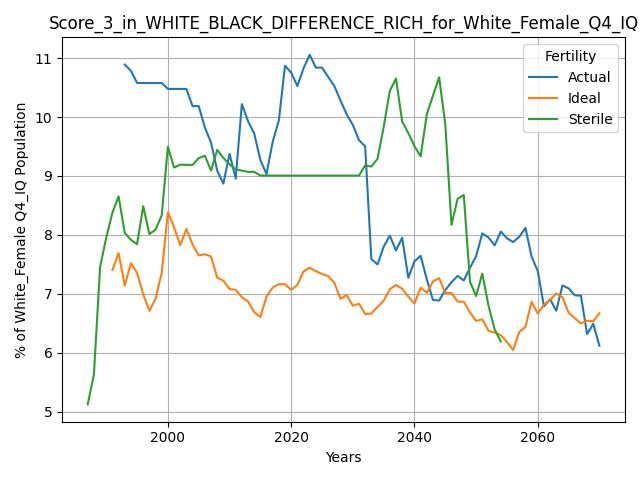 Score_3_in_WHITE_BLACK_DIFFERENCE_RICH_for_White_Female_Q4_IQ
% of White_Female Q4_IQ Population
11
10
9
8
7
6
5
Fertility
Actual
Ideal
Sterile
2000
2020
2040
2060
Years